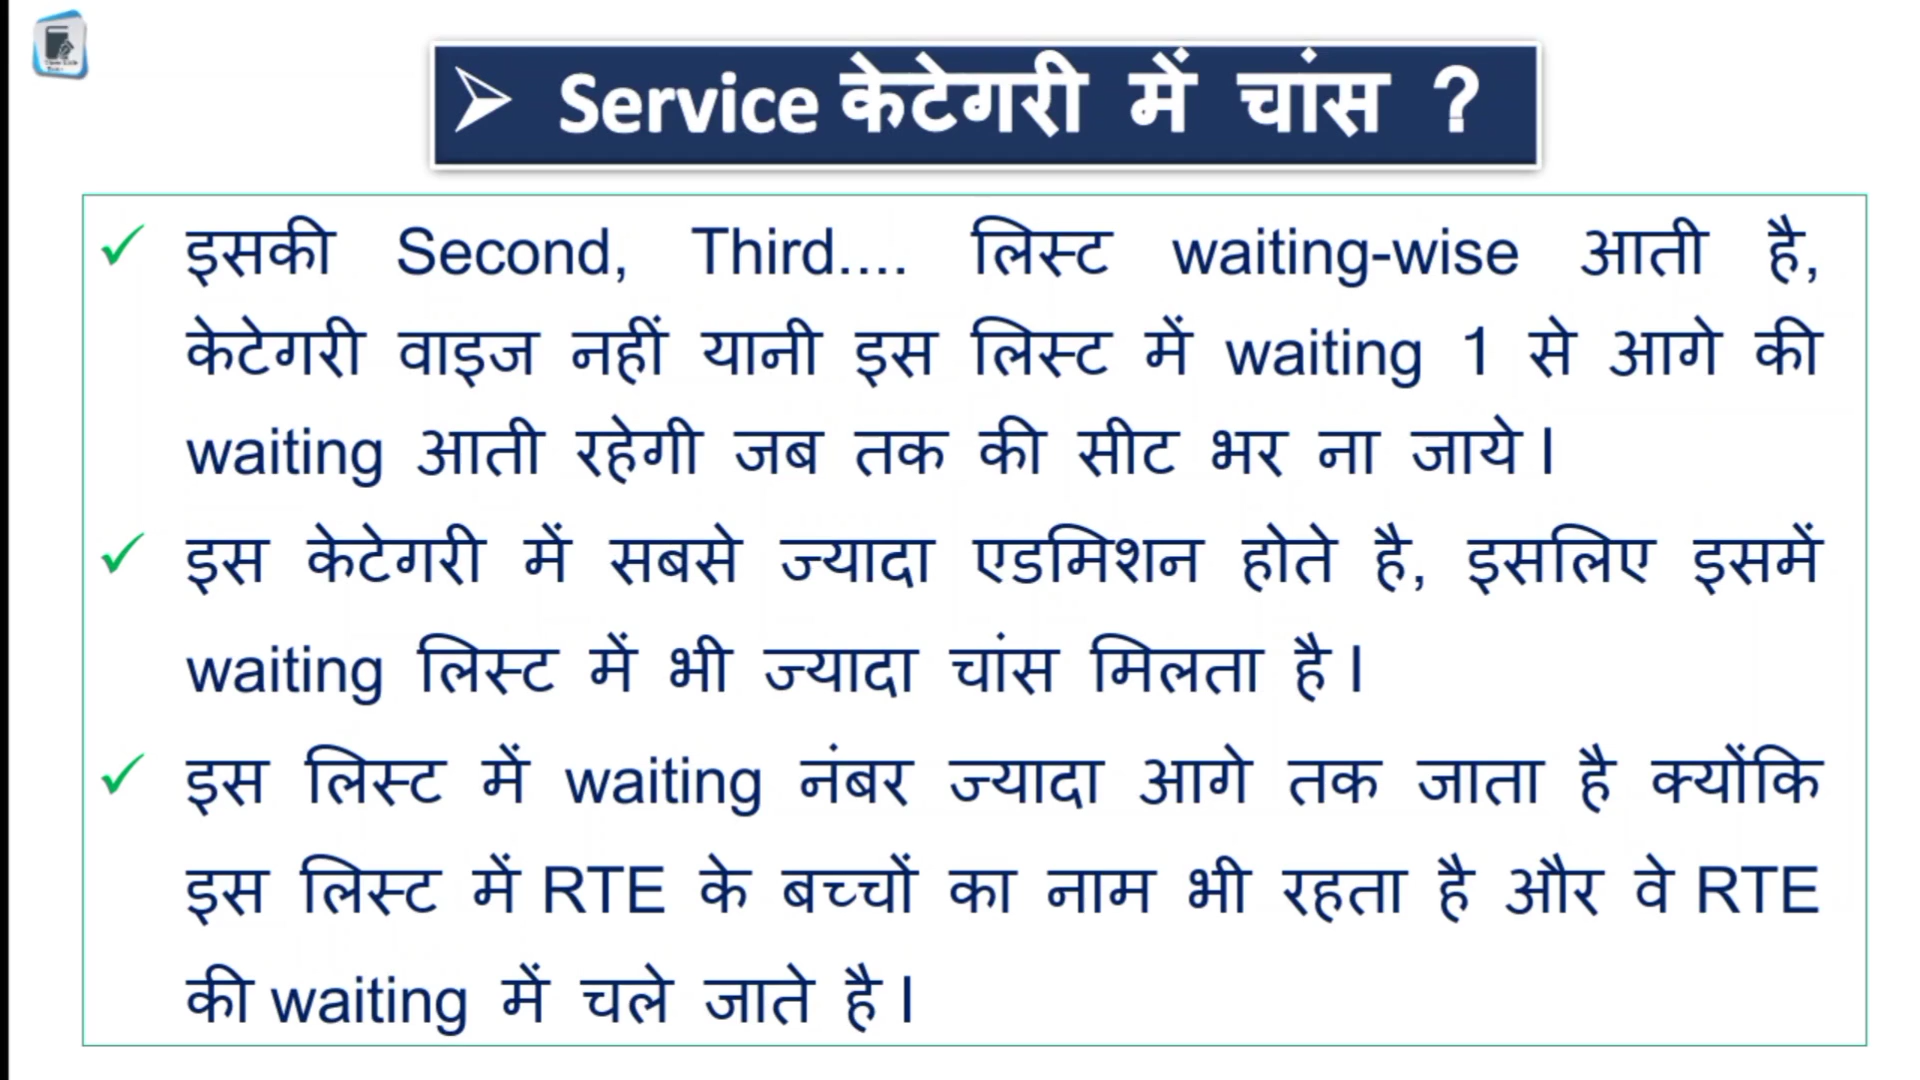 ➢ Service केटेगरी में चांस ?
✓ इसकी Second, Third.... लिस्ट waiting-wise आती है,
केटेगरी वाइज नहीं यानी इस लिस्ट में waiting 1 से आगे की
waiting आती रहेगी जब तक की सीट भर ना जाये।
✓ इस केटेगरी में सबसे ज्यादा एडमिशन होते है, इसलिए इसमें
waiting लिस्ट में भी ज्यादा चांस मिलता है।
✓ इस लिस्ट में waiting नंबर ज्यादा आगे तक जाता है क्योंकि
इस लिस्ट में RTE के बच्चों का नाम भी रहता है और वे RTE
की waiting में चले जाते है।